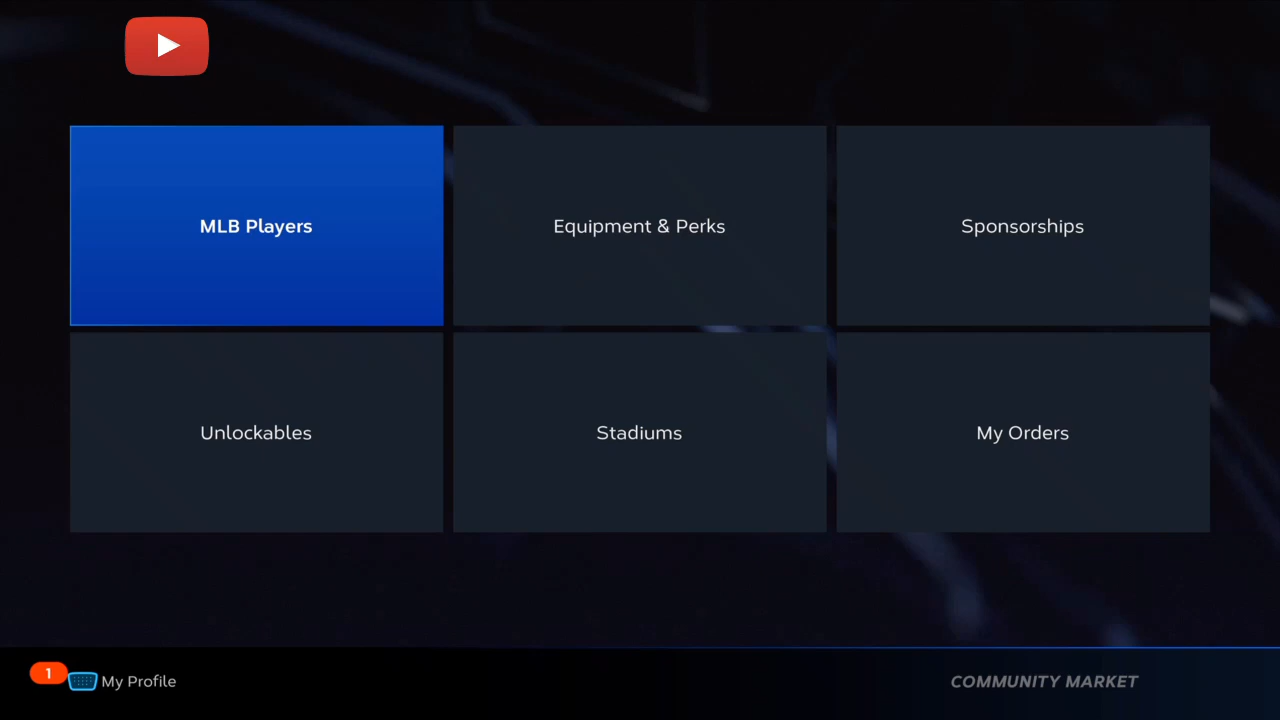 MLB Players
Equipment & Perks
Sponsorships
Unlockables
Stadiums
My Orders
1
My Profile
COMMUNITY MARKET